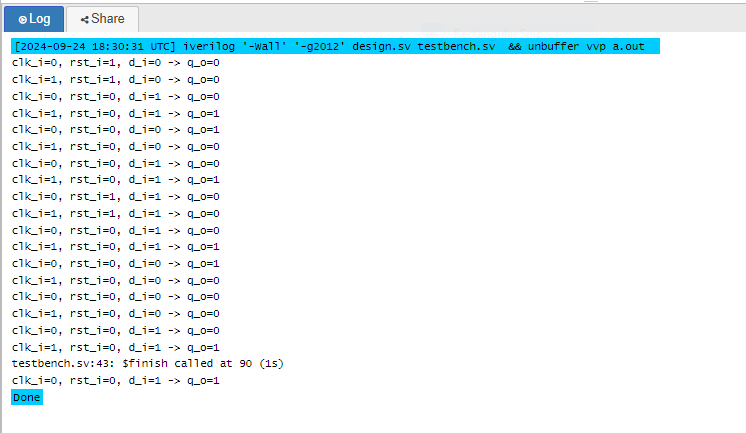 Log
Share
[2024-09-24 18:30:31 UTC] iverilog '-Wall' '-g2012' design.sv testbench.sv && unbuffer vvp a.out
clk_i=0, rst_i=1, d_i=0 -> q_o=0
clk_i=1, rst_i=1, d_i=0 -> q_o=0
clk_i=0, rst_i=0, d_i=0 -> q_o=0
clk_i=1, rst_i=0, d_i=1 -> q_o=1
clk_i=0, rst_i=0, d_i=0 -> q_o=1
clk_i=1, rst_i=0, d_i=0 -> q_o=0
clk_i=0, rst_i=0, d_i=1 -> q_o=0
clk_i=1, rst_i=0, d_i=1 -> q_o=1
clk_i=0, rst_i=1, d_i=1 -> q_o=0
clk_i=1, rst_i=1, d_i=1 -> q_o=0
clk_i=0, rst_i=0, d_i=1 -> q_o=0
clk_i=1, rst_i=0, d_i=1 -> q_o=1
clk_i=0, rst_i=0, d_i=0 -> q_o=1
clk_i=1, rst_i=0, d_i=0 -> q_o=0
clk_i=0, rst_i=0, d_i=0 -> q_o=0
clk_i=1, rst_i=0, d_i=0 -> q_o=0
clk_i=0, rst_i=0, d_i=1 -> q_o=0
clk_i=1, rst_i=0, d_i=1 -> q_o=1
testbench.sv:43: $finish called at 90 (1s)
clk_i=0, rst_i=0, d_i=1 -> q_o=1
Done